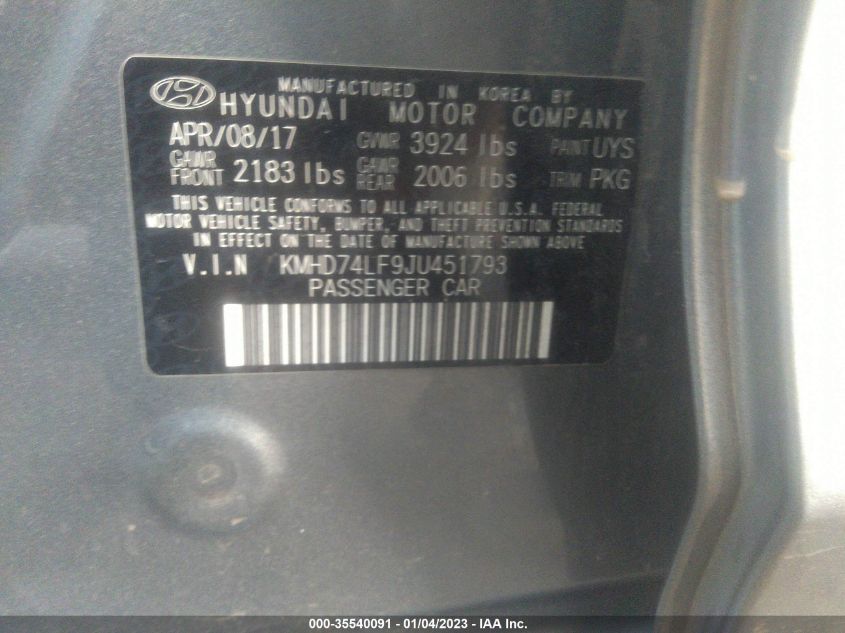 MANUFACTURED IN KOREA BY
HYUNDAI MOTOR COMPANY
APR/08/17 GVWR 3924 lbs PAINT UYS
GAWR FRONT 2183 lbs GAWR REAR 2006 lbs TRIM PKG
THIS VEHICLE CONFORMS TO ALL APPLICABLE U.S.A. FEDERAL
MOTOR VEHICLE SAFETY, BUMPER, AND THEFT PREVENTION STANDARDS
IN EFFECT ON THE DATE OF MANUFACTURE SHOWN ABOVE
V.I.N KMHD74LF9JU451793
PASSENGER CAR
000-35540091 - 01/04/2023 - IAA Inc.